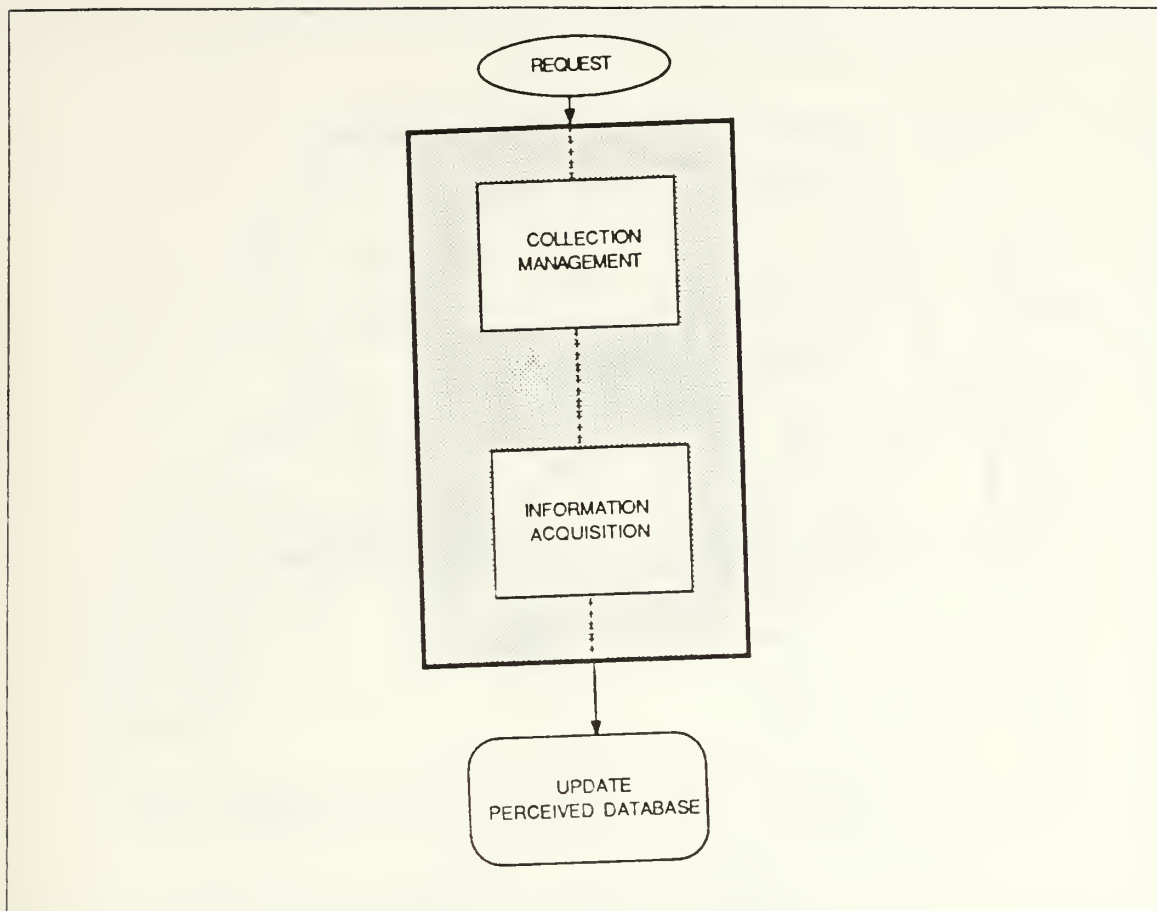 REQUEST
COLLECTION
MANAGEMENT
INFORMATION
ACQUISITION
UPDATE
PERCEIVED DATABASE